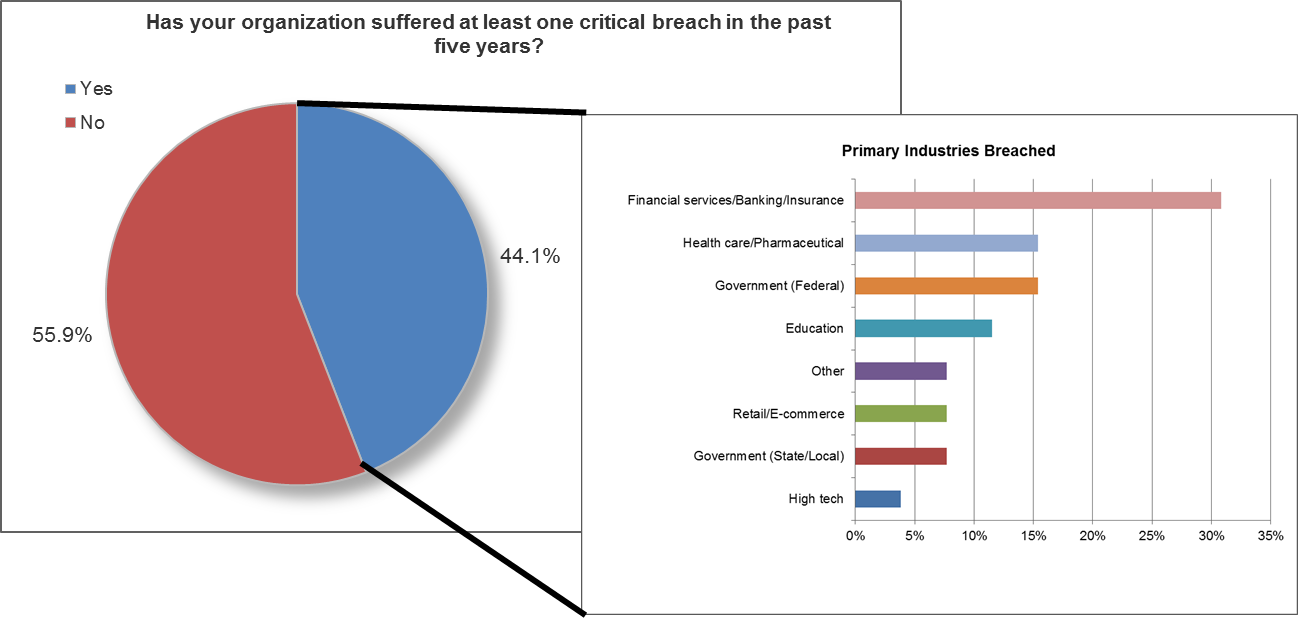 Has your organization suffered at least one critical breach in the past
five years?
Yes
No
44.1%
55.9%
Primary Industries Breached
Financial services/Banking/Insurance
Health care/Pharmaceutical
Government (Federal)
Education
Other
Retail/E-commerce
Government (State/Local)
High tech
0% 5% 10% 15% 20% 25% 30% 35%